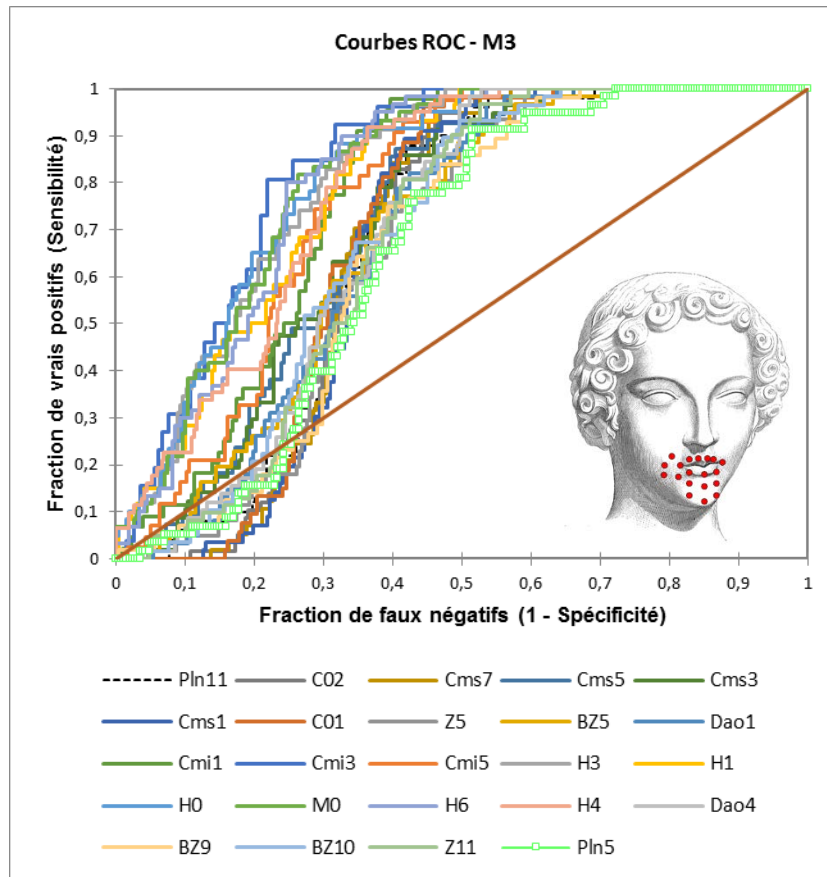 Courbes ROC - M3
Fraction de vrais positifs (Sensibilité)
1
0,9
0,8
0,7
0,6
0,5
0,4
0,3
0,2
0,1
0
0 0,1 0,2 0,3 0,4 0,5 0,6 0,7 0,8 0,9 1
Fraction de faux négatifs (1 - Spécificité)
Pln11 C02 Cms7 Cms5 Cms3
Cms1 C01 Z5 BZ5 Dao1
Cmi1 Cmi3 Cmi5 H3 H1
H0 M0 H6 H4 Dao4
BZ9 BZ10 Z11 Pln5